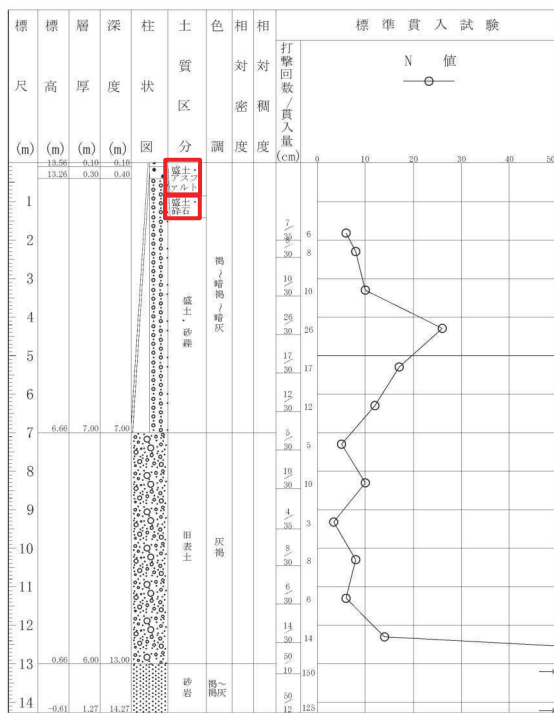 標尺(m)
標高(m)
層厚(m)
深度(m)
柱状図
土質区分
色調
相対密度
相対稠度
標準貫入試験
打撃回数/貫入量(cm)
N 値
0 10 20 30 40 50
13.56 0.10 0.10
13.26 0.30 0.40
盛土・
アスフ
アルト
盛土・
砕石
1
2
3
4
5
6
7
8
9
10
11
12
13
14
6.66 7.00 7.00
0.66 6.00 13.00
-0.61 1.27 14.27
盛土・砂礫
褐~暗褐~暗灰
旧表土
灰褐
砂岩
褐~
褐灰
7/35 6
8/30 8
10/30 10
26/30 26
17/30 17
12/30 12
5/30 5
10/30 10
4/35 3
8/30 8
6/30 6
14/30 14
50/10 150
50/12 125